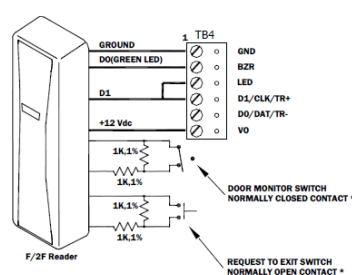 1 TB4
GROUND
GND
DO(GREEN LED)
BZR
LED
D1
D1/CLK/TR+
DO/DAT/TR-
+12 Vdc
VO
1K,1%
1K,1%
DOOR MONITOR SWITCH
NORMALLY CLOSED CONTACT *
1K,1%
1K,1%
F/2F Reader
REQUEST TO EXIT SWITCH
NORMALLY OPEN CONTACT *